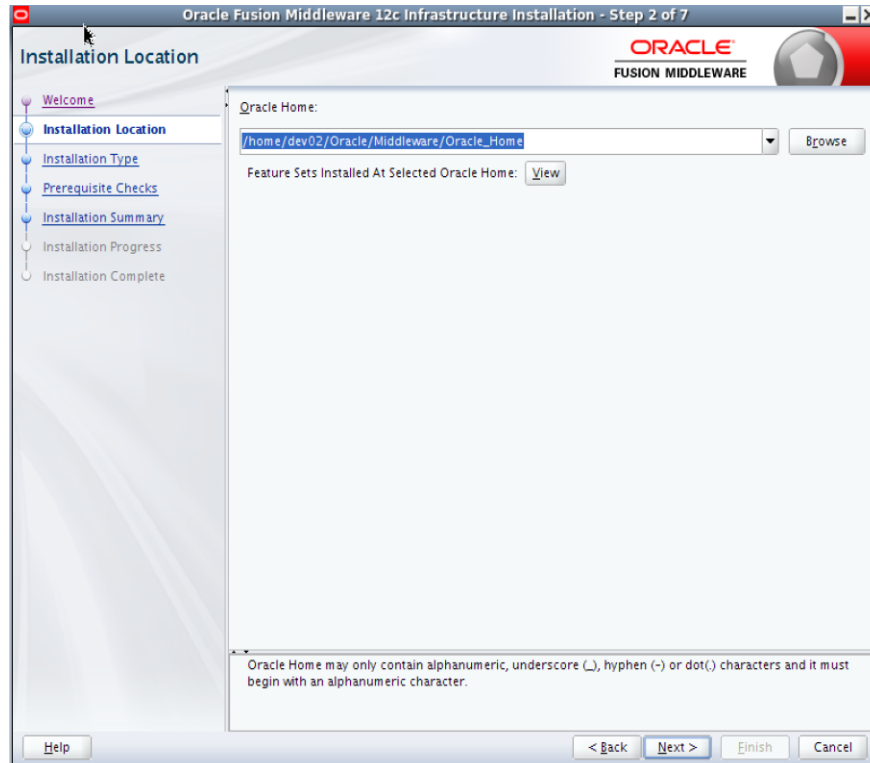 Oracle Fusion Middleware 12c Infrastructure Installation - Step 2 of 7
Installation Location
ORACLE
FUSION MIDDLEWARE
Welcome
Installation Location
Installation Type
Prerequisite Checks
Installation Summary
Installation Progress
Installation Complete
Oracle Home:
/home/dev02/Oracle/Middleware/Oracle_Home
Browse
Feature Sets Installed At Selected Oracle Home: View
Oracle Home may only contain alphanumeric, underscore (_), hyphen (-) or dot(.) characters and it must
begin with an alphanumeric character.
Help
< Back Next > Finish Cancel